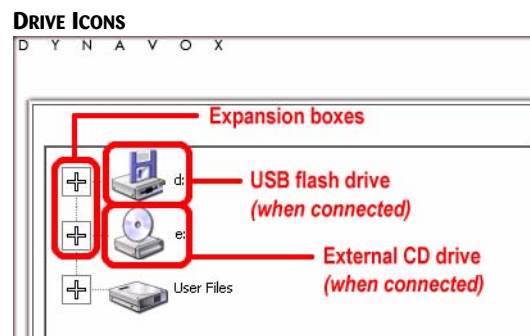 DRIVE ICONS
D Y N A V O X
Expansion boxes
d:
USB flash drive
(when connected)
e:
External CD drive
(when connected)
User Files